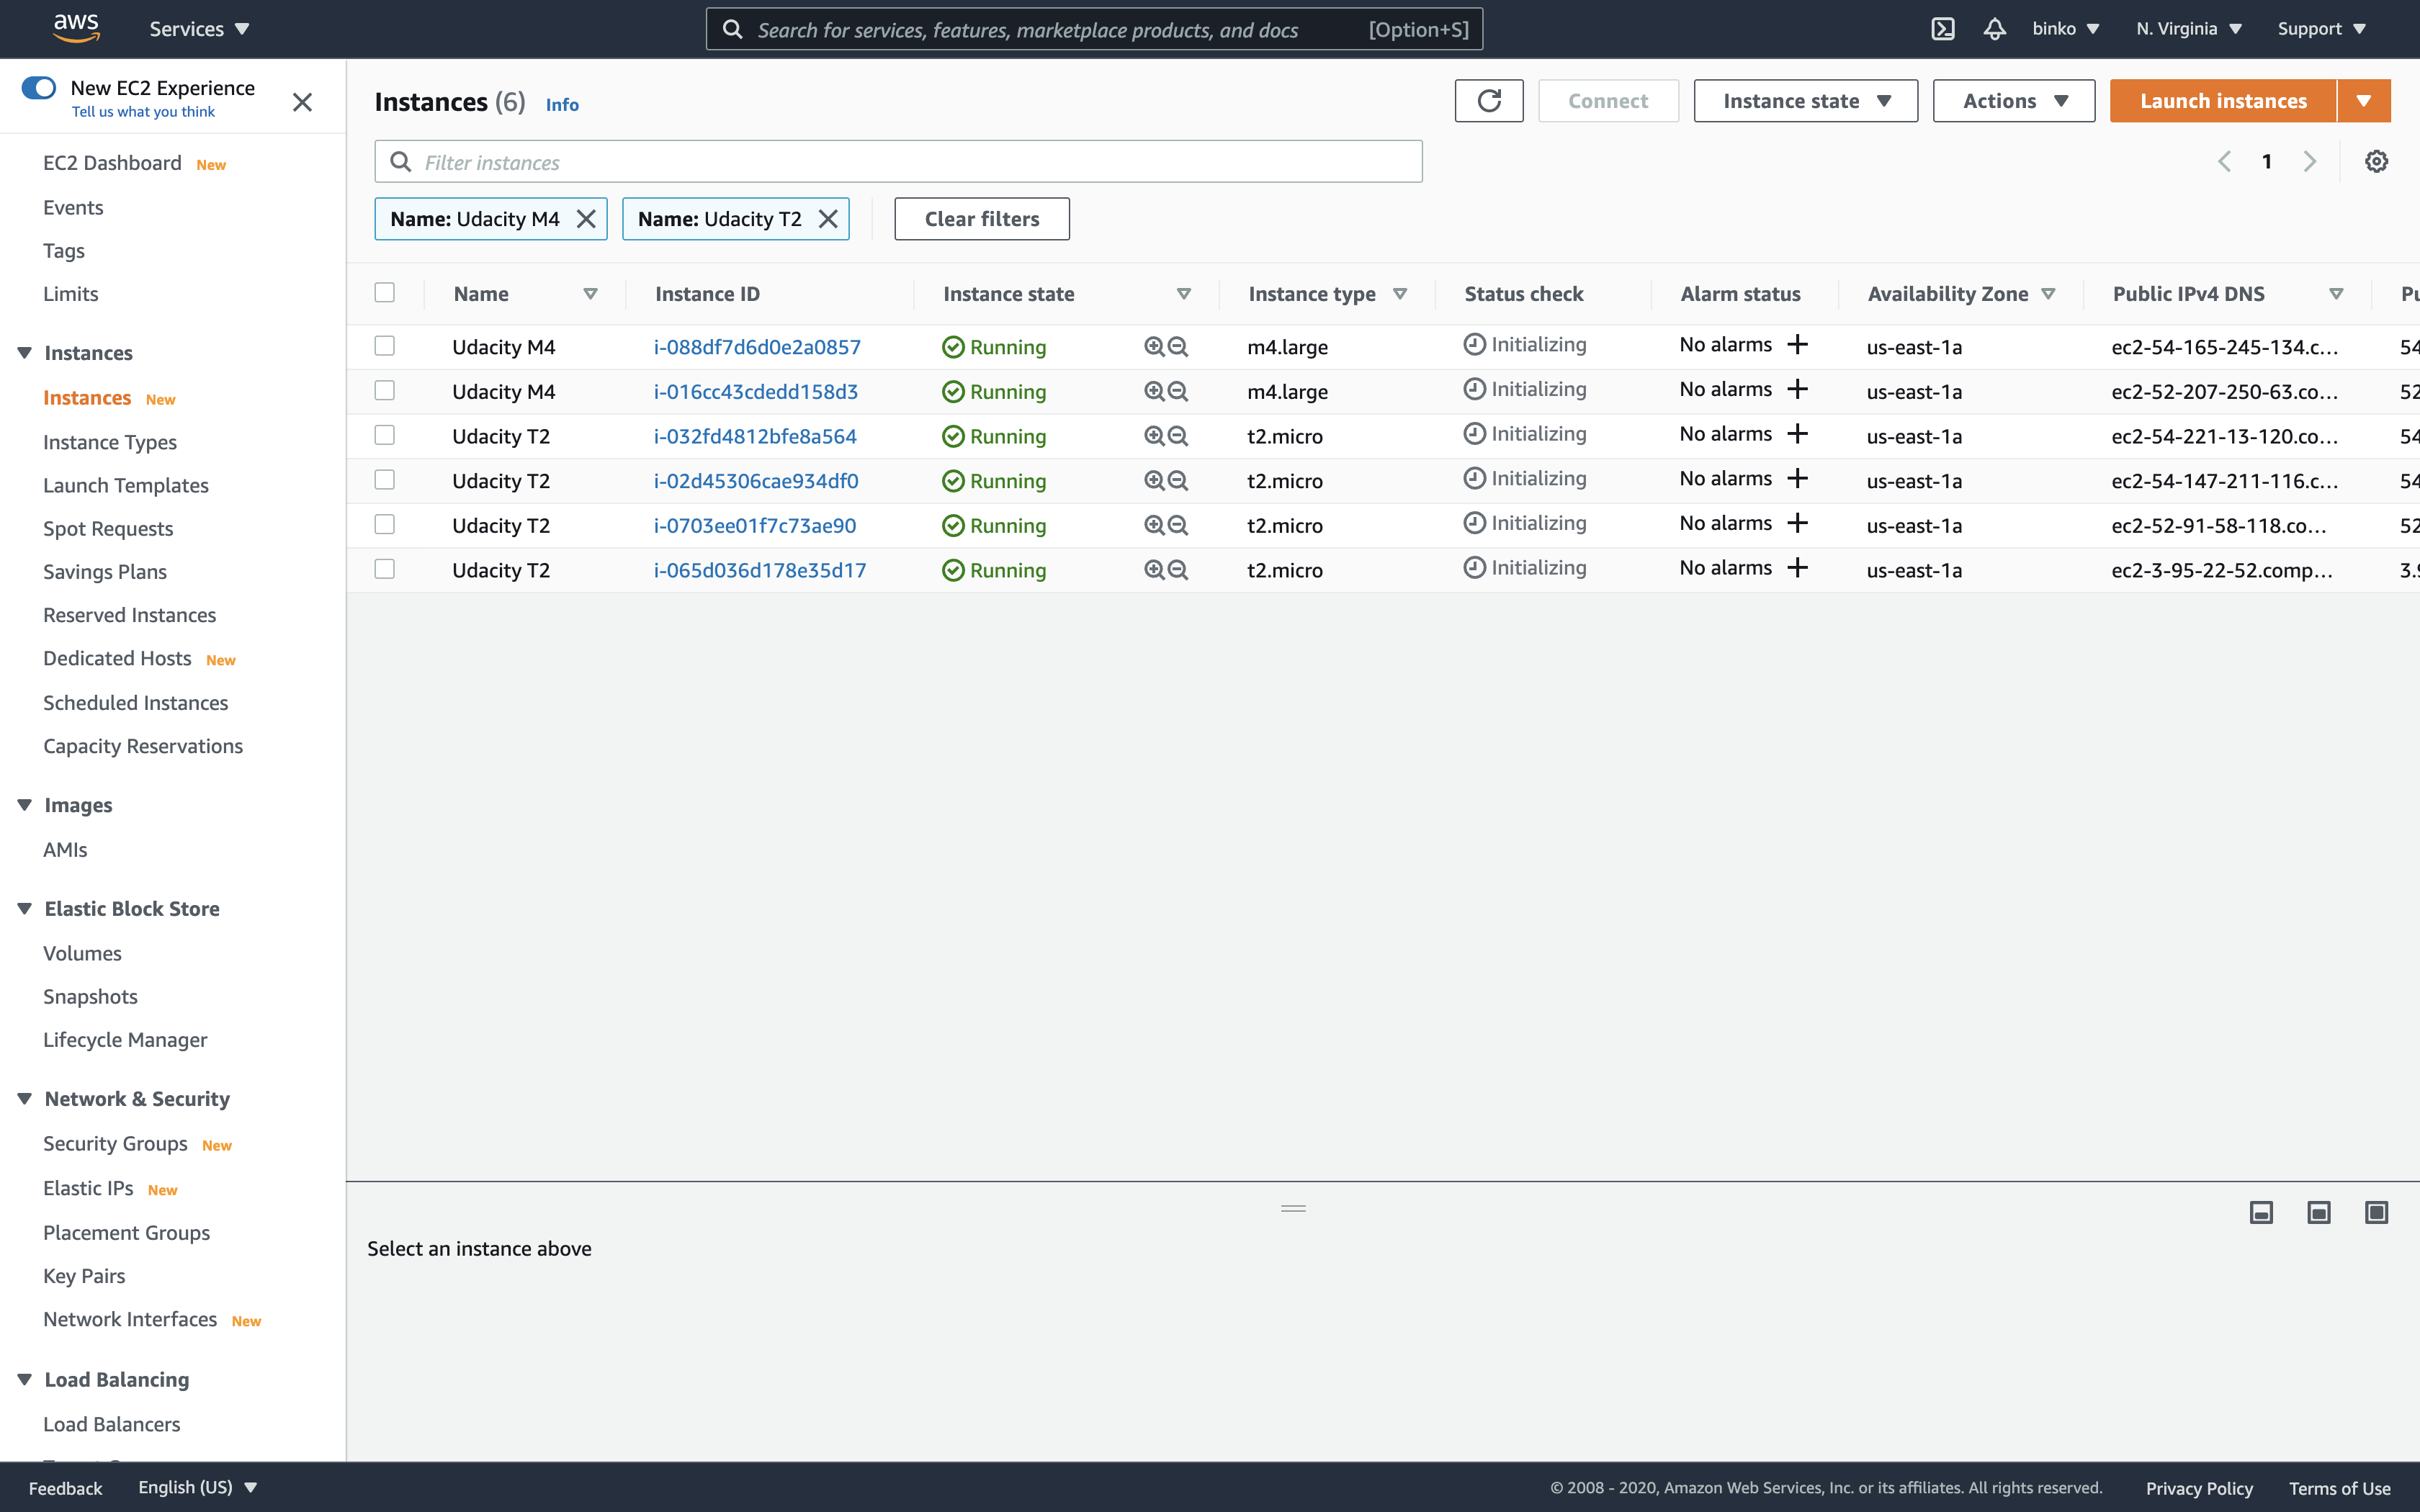 aws Services Search for services, features, marketplace products, and docs [Option+S] binko N. Virginia Support
New EC2 Experience
Tell us what you think
EC2 Dashboard New
Events
Tags
Limits
Instances
Instances New
Instance Types
Launch Templates
Spot Requests
Savings Plans
Reserved Instances
Dedicated Hosts New
Scheduled Instances
Capacity Reservations
Images
AMIs
Elastic Block Store
Volumes
Snapshots
Lifecycle Manager
Network & Security
Security Groups New
Elastic IPs New
Placement Groups
Key Pairs
Network Interfaces New
Load Balancing
Load Balancers
Instances (6) Info Connect Instance state Actions Launch instances
Filter instances 1
Name: Udacity M4 Name: Udacity T2 Clear filters
Name Instance ID Instance state Instance type Status check Alarm status Availability Zone Public IPv4 DNS
Udacity M4 i-088df7d6d0e2a0857 Running m4.large Initializing No alarms us-east-1a ec2-54-165-245-134.c... 54
Udacity M4 i-016cc43cdedd158d3 Running m4.large Initializing No alarms us-east-1a ec2-52-207-250-63.co... 52
Udacity T2 i-032fd4812bfe8a564 Running t2.micro Initializing No alarms us-east-1a ec2-54-221-13-120.co... 54
Udacity T2 i-02d45306cae934df0 Running t2.micro Initializing No alarms us-east-1a ec2-54-147-211-116.c... 54
Udacity T2 i-0703ee01f7c73ae90 Running t2.micro Initializing No alarms us-east-1a ec2-52-91-58-118.co... 52
Udacity T2 i-065d036d178e35d17 Running t2.micro Initializing No alarms us-east-1a ec2-3-95-22-52.comp... 3.9
Select an instance above
Feedback English (US) © 2008 - 2020, Amazon Web Services, Inc. or its affiliates. All rights reserved. Privacy Policy Terms of Use